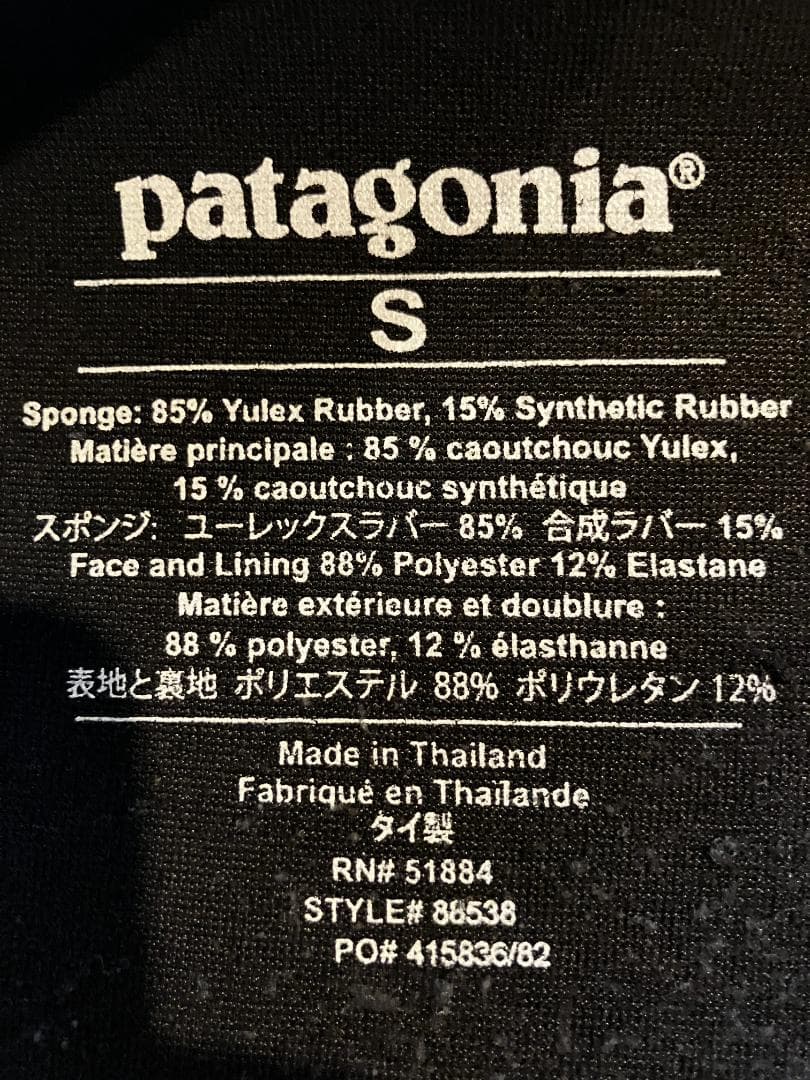 patagonia®
S
Sponge: 85% Yulex Rubber, 15% Synthetic Rubber
Matière principale : 85 % caoutchouc Yulex,
15 % caoutchouc synthétique
スポンジ: ユーレックスラバー 85% 合成ラバー 15%
Face and Lining 88% Polyester 12% Elastane
Matière extérieure et doublure :
88 % polyester, 12 % élasthanne
表地と裏地 ポリエステル 88% ポリウレタン 12%
Made in Thailand
Fabriqué en Thaïlande
タイ製
RN# 51884
STYLE# 88538
PO# 415836/82